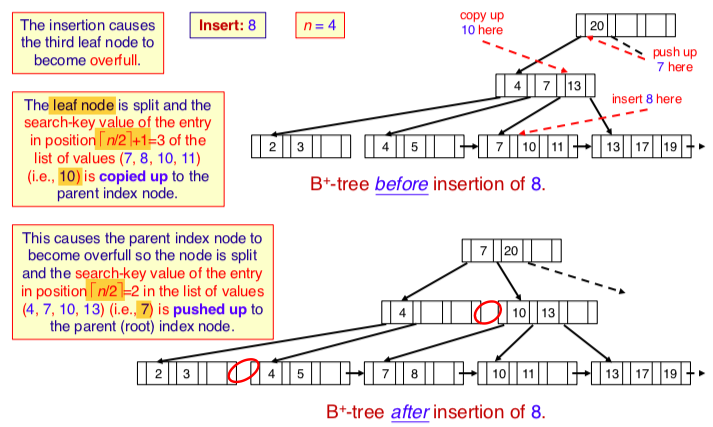 The insertion causes
the third leaf node to
become overfull.
Insert: 8
n = 4
The leaf node is split and the
search-key value of the entry
in position⌈n/2⌉+1=3 of the
list of values (7, 8, 10, 11)
(i.e., 10) is copied up to the
parent index node.
copy up
10 here
20
push up
7 here
4 7 13
insert 8 here
2 3
4 5
7 10 11
13 17 19
B+-tree before insertion of 8.
This causes the parent index node to
become overfull so the node is split
and the search-key value of the entry
in position⌈n/2⌉=2 in the list of values
(4, 7, 10, 13) (i.e., 7) is pushed up to
the parent (root) index node.
7 20
4
10 13
2 3
4 5
7 8
10 11
13 17 19
B+-tree after insertion of 8.